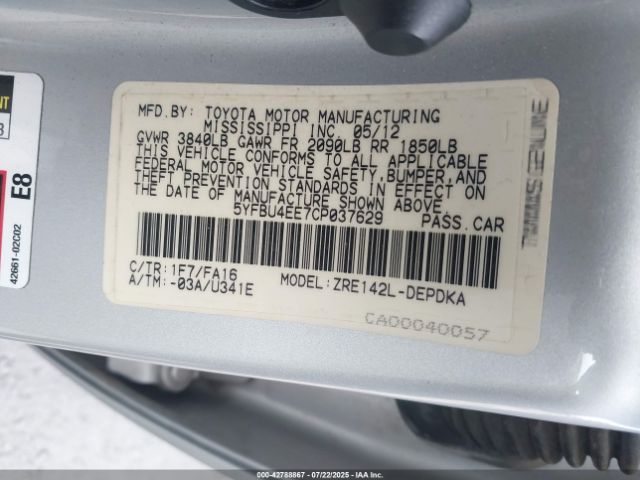 MFD.BY: TOYOTA MOTOR MANUFACTURING
MISSISSIPPI INC. 05/12
GVWR 3840LB GAWR FR 2090LB RR 1850LB
THIS VEHICLE CONFORMS TO ALL APPLICABLE
FEDERAL MOTOR VEHICLE SAFETY,BUMPER,AND
THEFT PREVENTION STANDARDS IN EFFECT ON
THE DATE OF MANUFACTURE SHOWN ABOVE.
5YFBU4EE7CP037629 PASS.CAR
C/TR:1F7/FA16
A/TM:-03A/U341E
MODEL:ZRE142L-DEPDKA
CA00040057
GENUINE
E8
42661-02C02
000-42788867 - 07/22/2025 - IAA Inc.